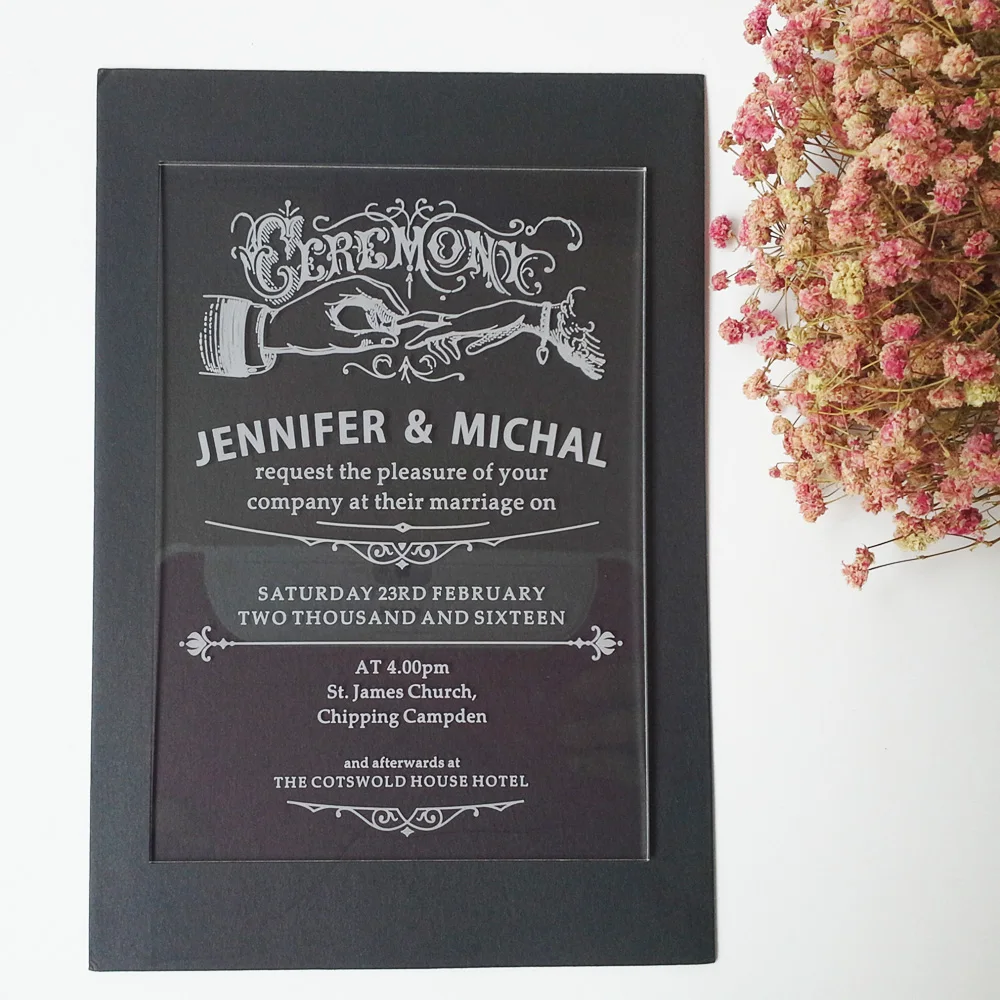 CEREMONY
JENNIFER & MICHAL
request the pleasure of your
company at their marriage on
SATURDAY 23RD FEBRUARY
TWO THOUSAND AND SIXTEEN
AT 4.00pm
St. James Church,
Chipping Campden
and afterwards at
THE COTSWOLD HOUSE HOTEL